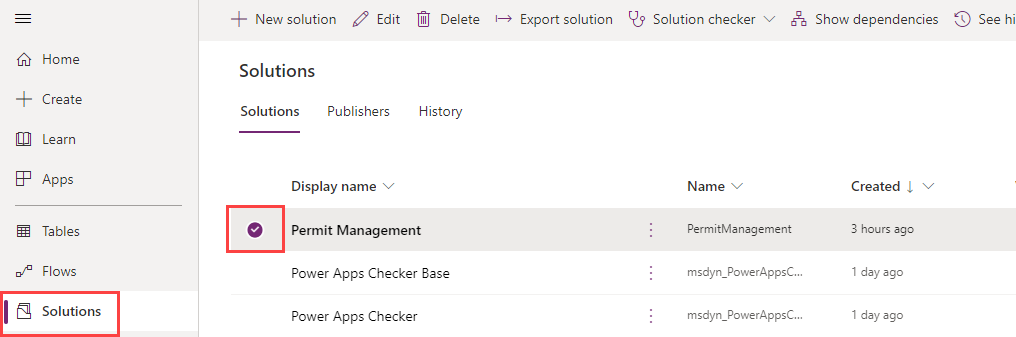 New solution Edit Delete Export solution Solution checker Show dependencies See hi
Home
Create
Learn
Apps
Tables
Flows
Solutions
Solutions
Solutions Publishers History
Display name Name Created
Permit Management PermitManagement 3 hours ago
Power Apps Checker Base msdyn_PowerAppsC... 1 day ago
Power Apps Checker msdyn_PowerAppsC... 1 day ago